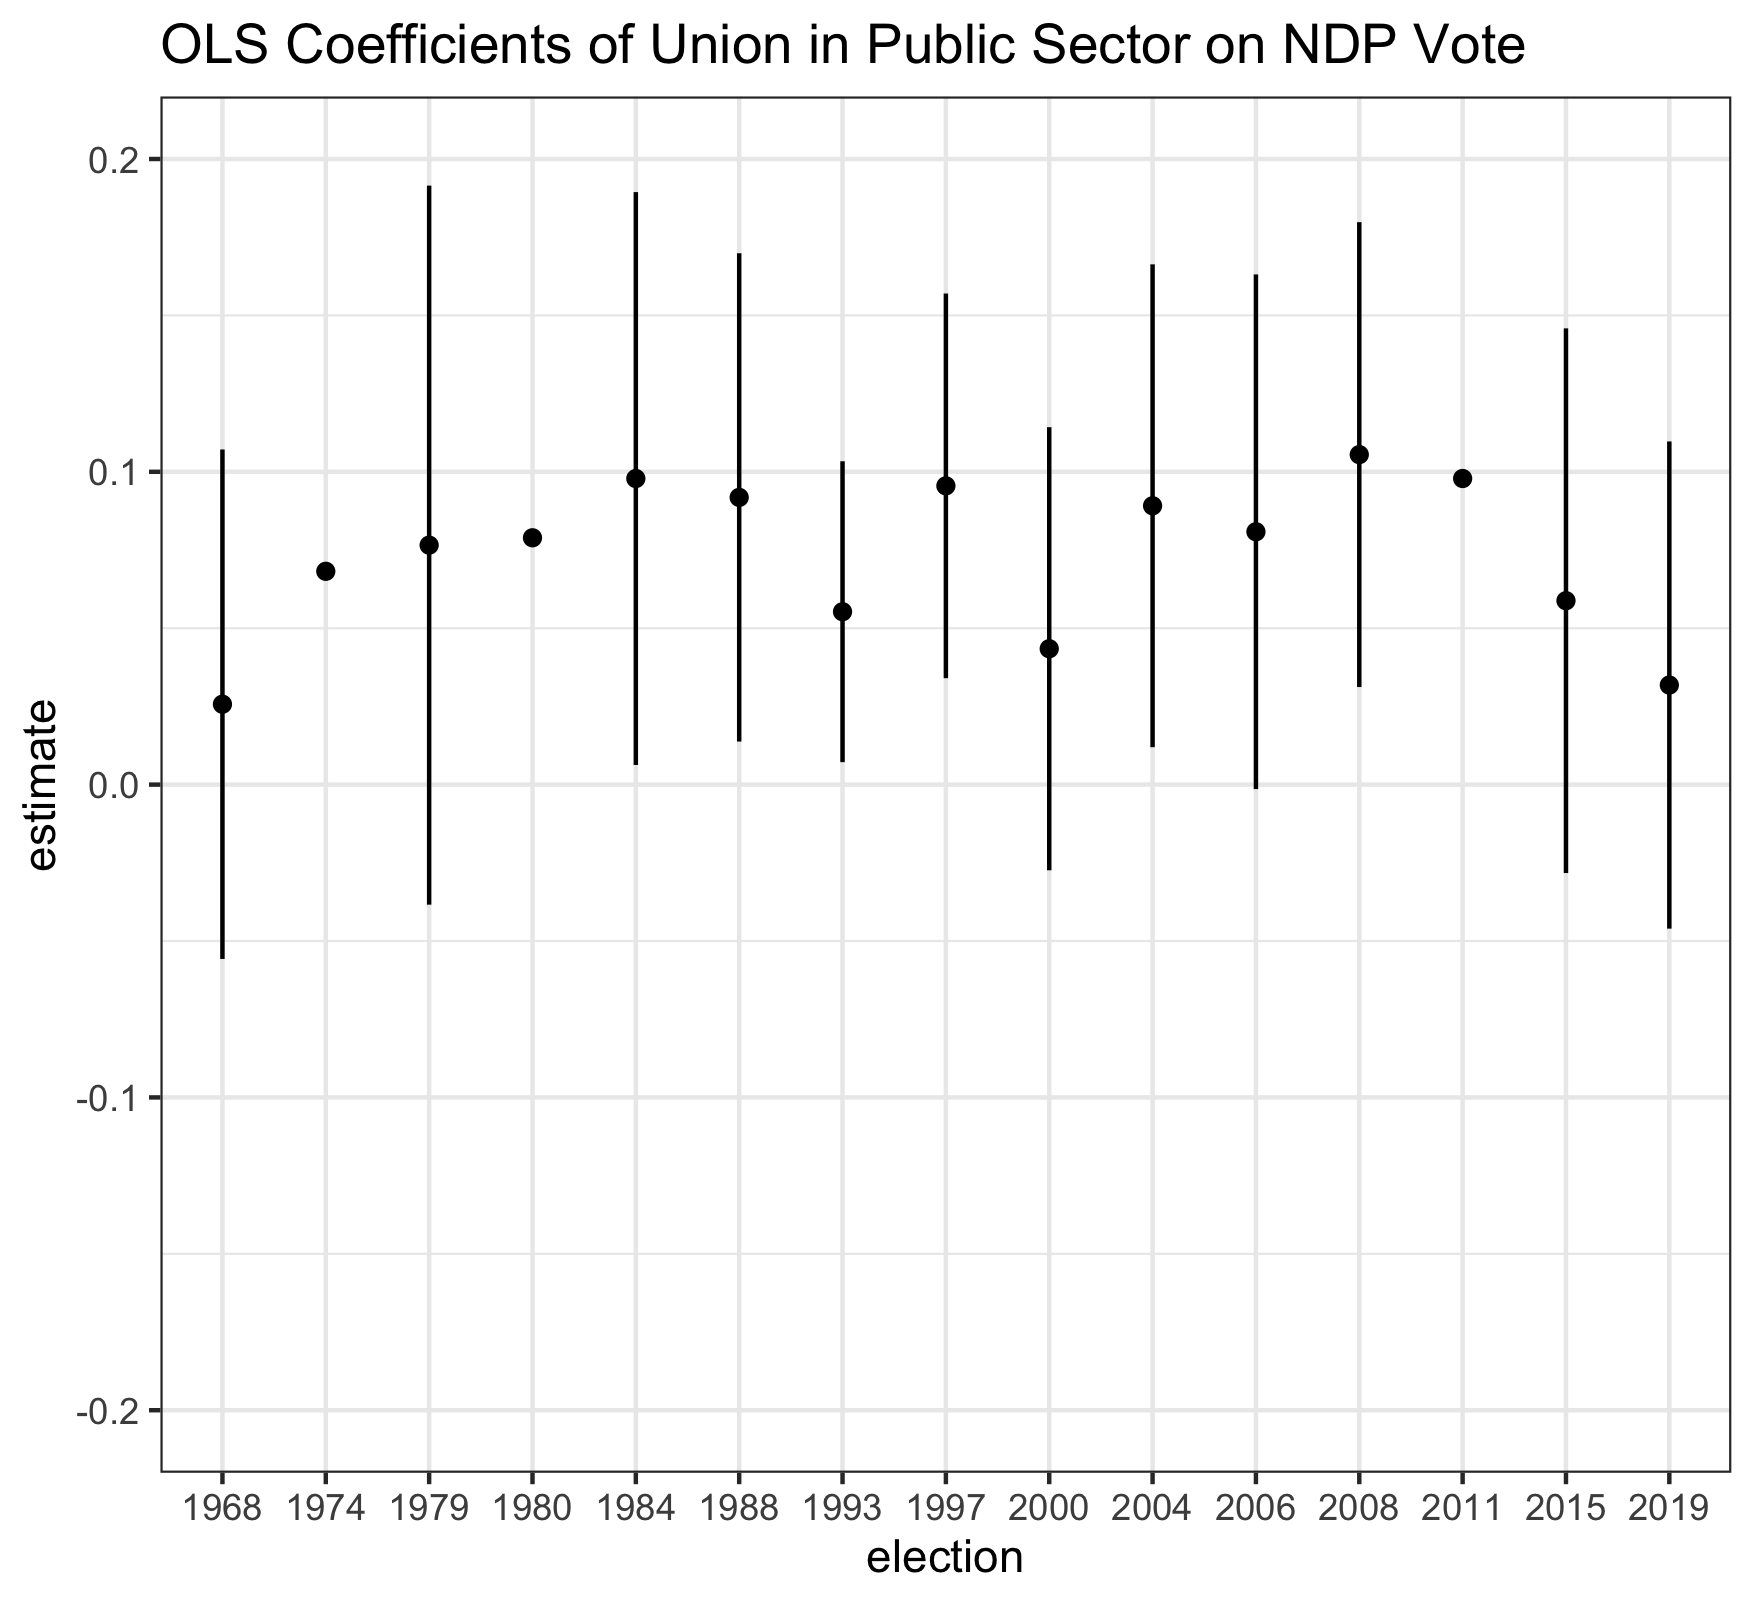 OLS Coefficients of Union in Public Sector on NDP Vote
0.2
0.1
0.0
-0.1
-0.2
estimate
1968 1974 1979 1980 1984 1988 1993 1997 2000 2004 2006 2008 2011 2015 2019
election